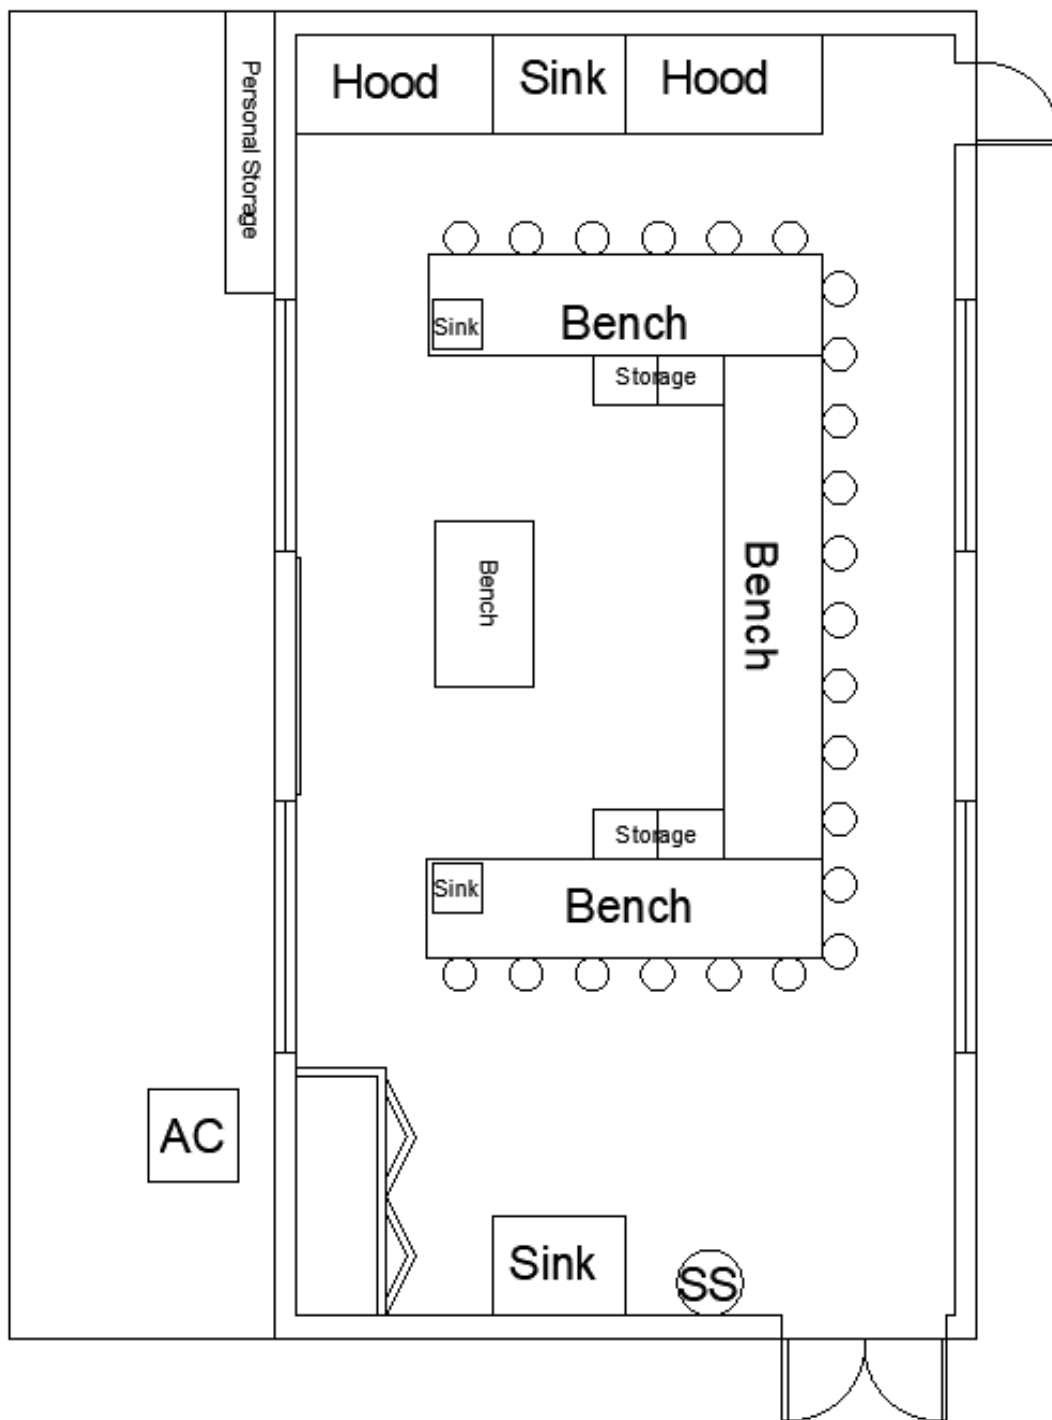 Personal Storage
Hood
Sink
Hood
Sink
Bench
Storage
Bench
Bench
Storage
Sink
Bench
AC
Sink
SS